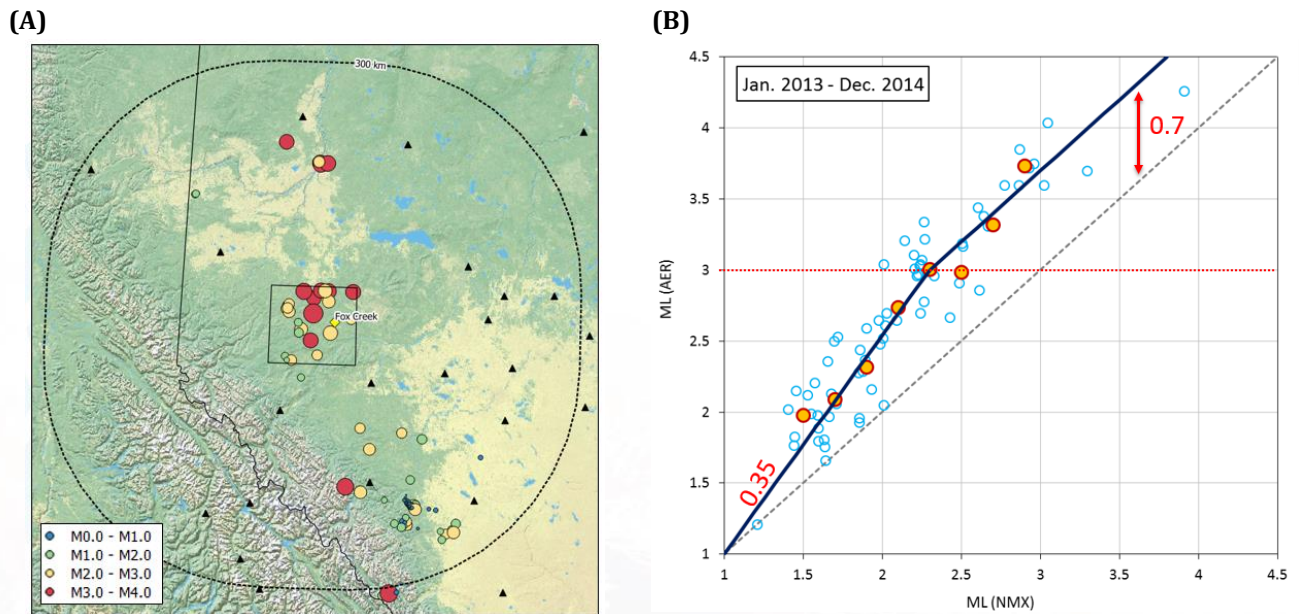 (A)
300 km
Fox Creek
M0.0 - M1.0
M1.0 - M2.0
M2.0 - M3.0
M3.0 - M4.0
(B)
Jan. 2013 - Dec. 2014
0.7
0.35
4.5
4
3.5
3
2.5
2
1.5
1
1
1.5
2
2.5
3
3.5
4
4.5
ML (AER)
ML (NMX)